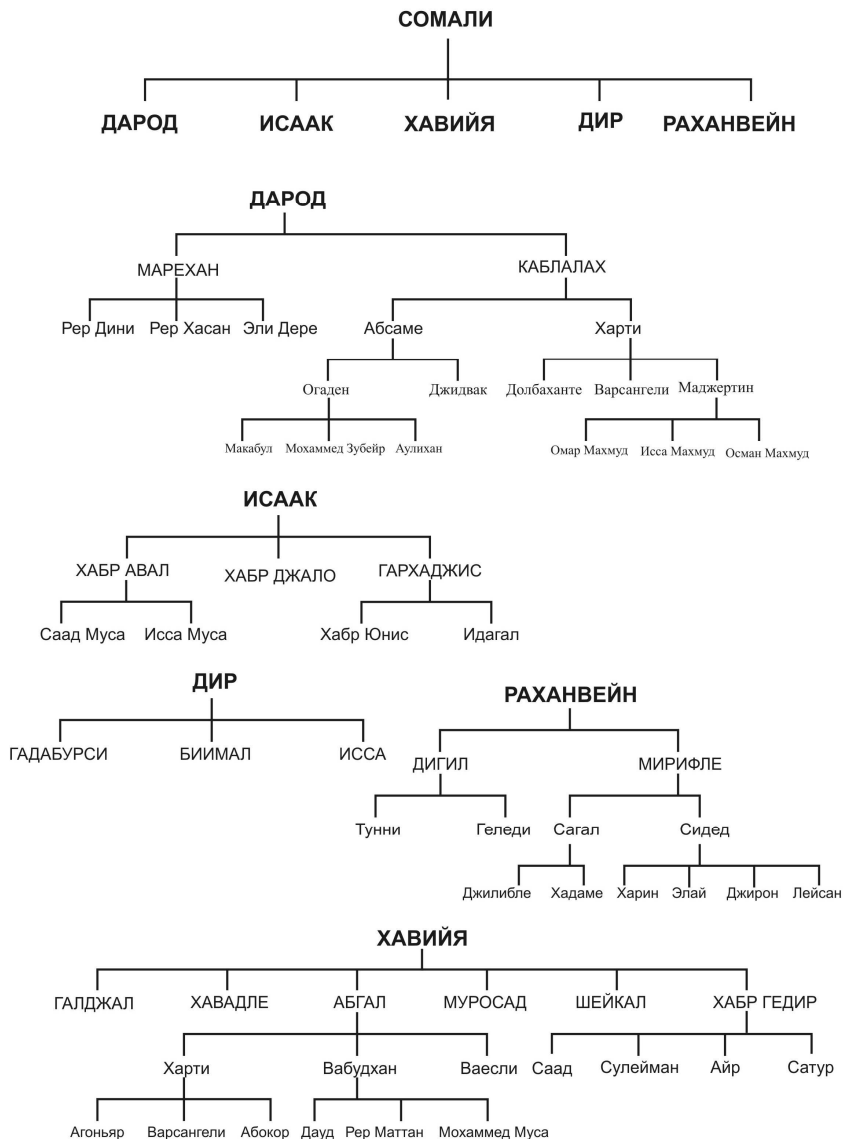 СОМАЛИ
ДАРОД ИСААК ХАВИЙЯ ДИР РАХАНВЕЙН
ДАРОД
МАРЕХАН КАБЛАЛАХ
Рер Дини Рер Хасан Эли Дере Абсаме Харти
Огаден Джидвак Долбаханте Варсангели Маджертин
Макабул Мохаммед Зубейр Аулихан Омар Махмуд Исса Махмуд Осман Махмуд
ИСААК
ХАБР АВАЛ ХАБР ДЖАЛО ГАРХАДЖИС
Саад Муса Исса Муса Хабр Юнис Идагал
ДИР
ГАДАБУРСИ БИИМАЛ ИССА
РАХАНВЕЙН
ДИГИЛ МИРИФЛЕ
Тунни Геледи Сагал Сидед
Джилибле Хадаме Харин Элай Джирон Лейсан
ХАВИЙЯ
ГАЛДЖАЛ ХАВАДЛЕ АБГАЛ МУРОСАД ШЕЙКАЛ ХАБР ГЕДИР
Харти Вабудхан Ваесли Саад Сулейман Айр Сатур
Агоньяр Варсангели Абокор Дауд Рер Маттан Мохаммед Муса